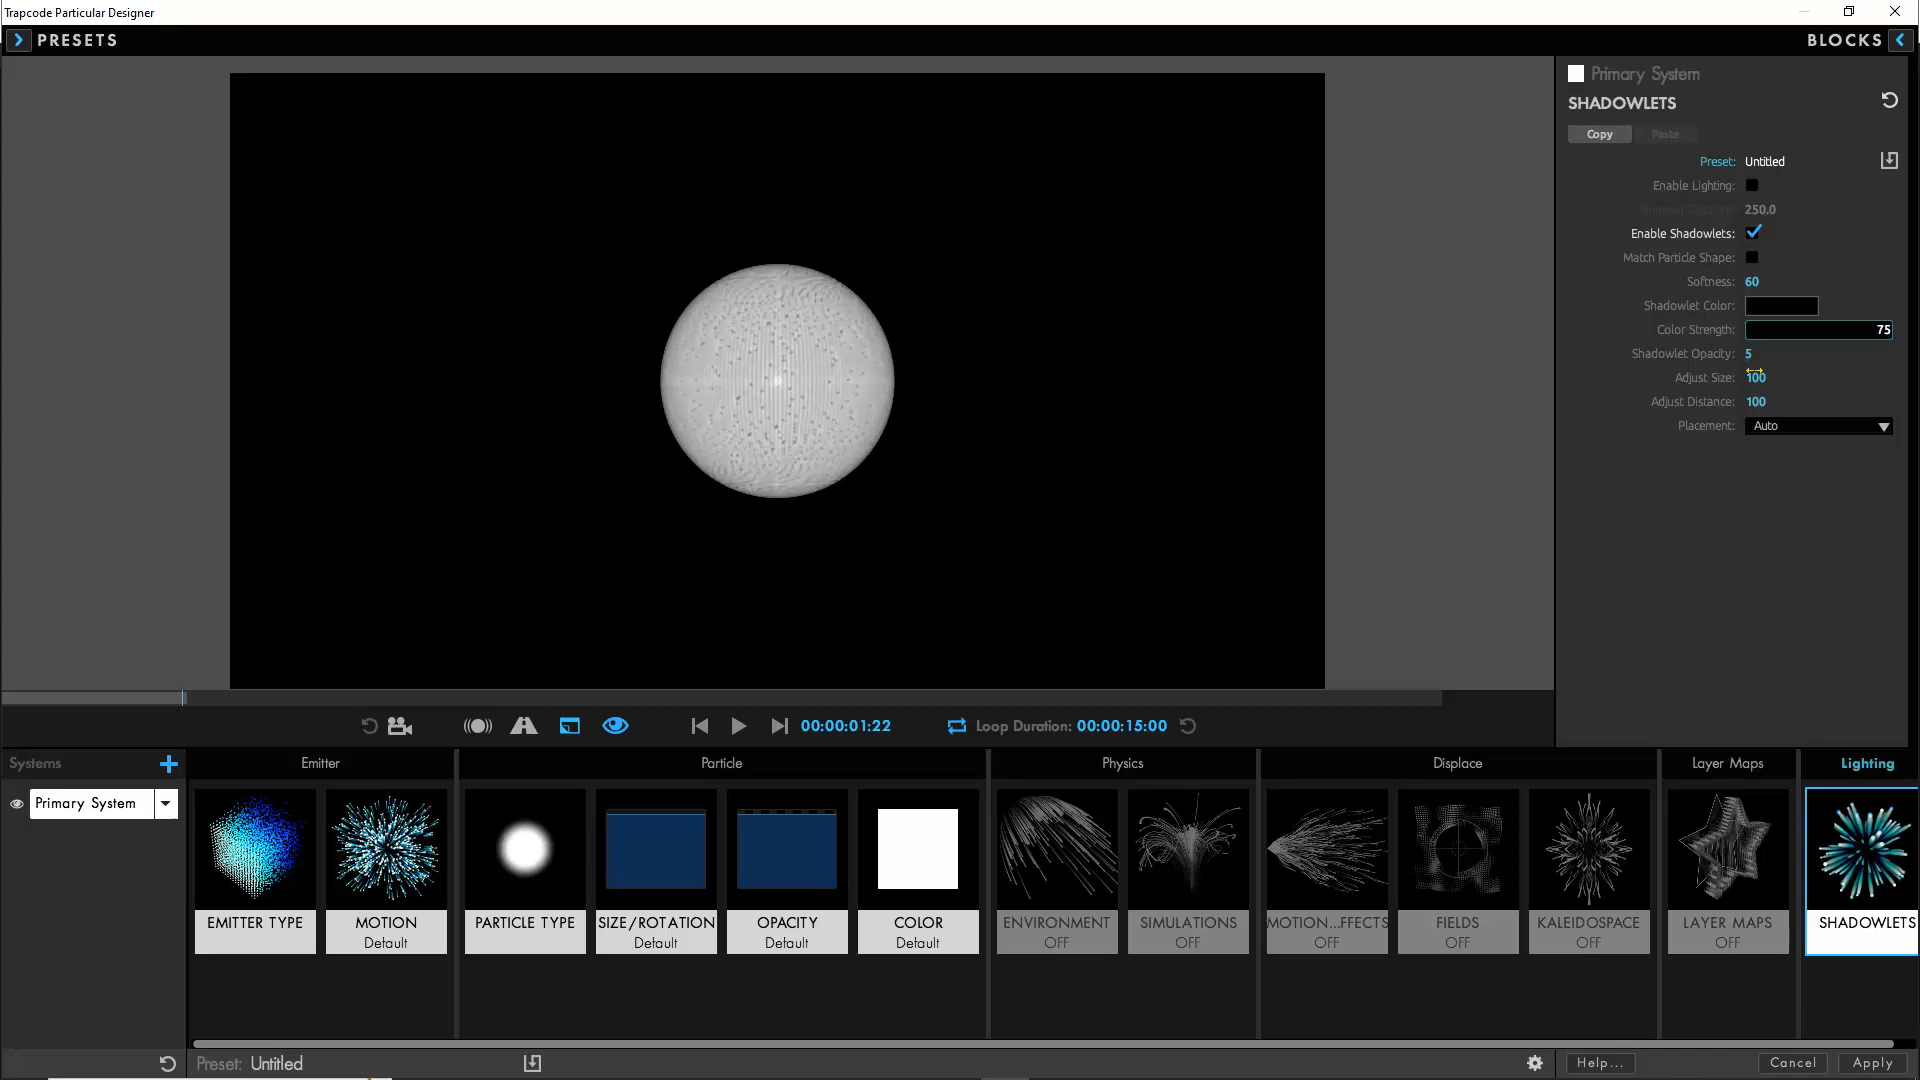 Trapcode Particular Designer
PRESETS
BLOCKS
Primary System
SHADOWLETS
Copy
Paste
Preset: Untitled
Enable Lighting:
250.0
Enable Shadowlets:
Match Particle Shape:
Softness: 60
Shadowlet Color:
Color Strength: 75
Shadowlet Opacity: 5
Adjust Size: 100
Adjust Distance: 100
Placement: Auto
00:00:01:22
Loop Duration: 00:00:15:00
Systems
Emitter
Particle
Physics
Displace
Layer Maps
Lighting
Primary System
EMITTER TYPE
MOTION
Default
PARTICLE TYPE
SIZE/ROTATION
Default
OPACITY
Default
COLOR
Default
ENVIRONMENT
OFF
SIMULATIONS
OFF
MOTION...FFECTS
OFF
FIELDS
OFF
KALEIDOSPACE
OFF
LAYER MAPS
OFF
SHADOWLETS
Preset: Untitled
Help...
Cancel
Apply